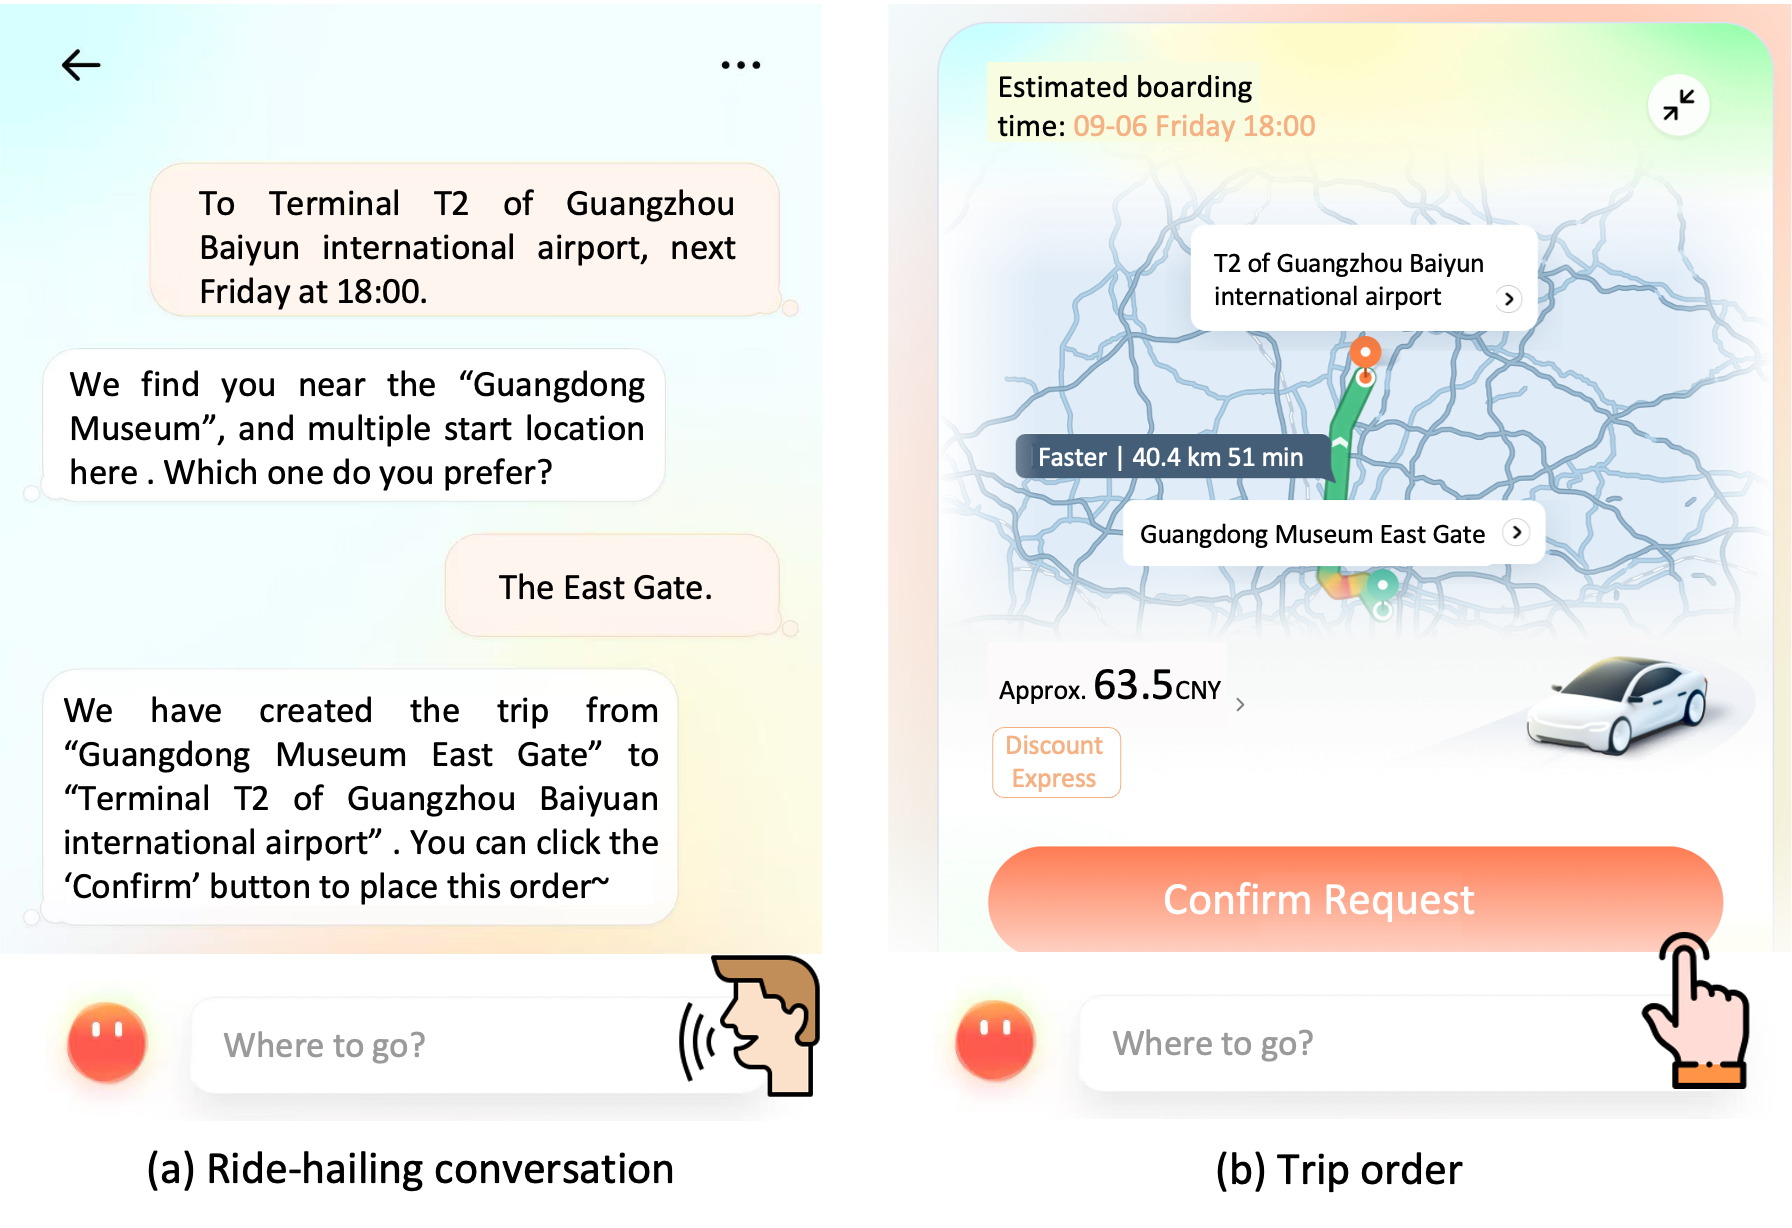 To Terminal T2 of Guangzhou
Baiyun international airport, next
Friday at 18:00.
We find you near the “Guangdong
Museum”, and multiple start location
here . Which one do you prefer?
The East Gate.
We have created the trip from
“Guangdong Museum East Gate” to
“Terminal T2 of Guangzhou Baiyuan
international airport” . You can click the
‘Confirm’ button to place this order~
Where to go?
(a) Ride-hailing conversation
Estimated boarding
time: 09-06 Friday 18:00
T2 of Guangzhou Baiyun
international airport
Faster | 40.4 km 51 min
Guangdong Museum East Gate
Approx. 63.5CNY
Discount
Express
Confirm Request
Where to go?
(b) Trip order